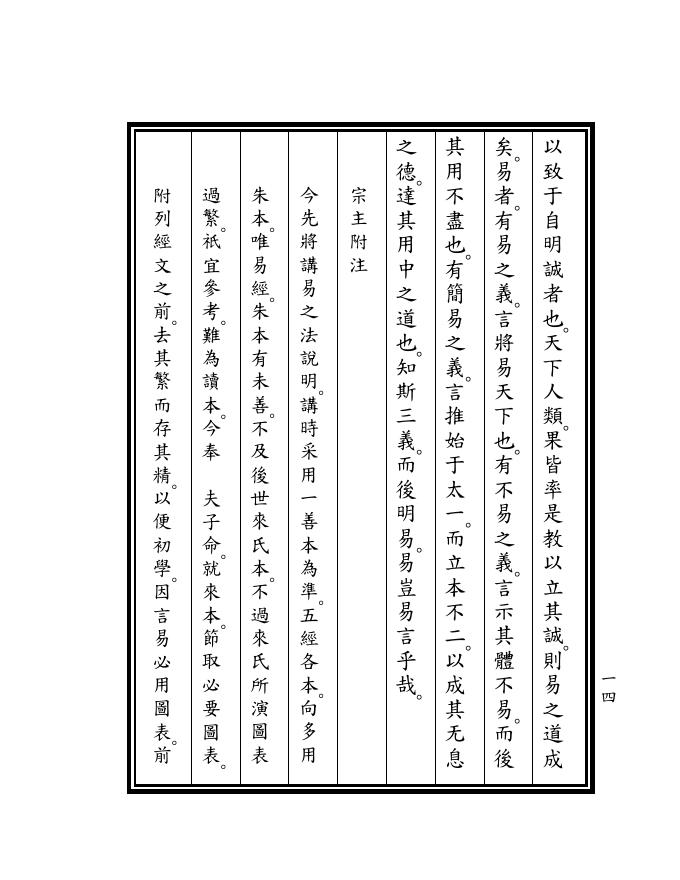 以致于自明誠者也。天下人類。果皆率是教以立其誠。則易之道成
矣。易者。有易之義。言將易天下也。有不易之義。言示其體不易。而後
其用不盡也。有簡易之義。言推始于太一。而立本不二。以成其无息
之德。達其用中之道也。知斯三義。而後明易。易豈易言乎哉。
宗主附注
今先將講易之法說明。講時采用一善本為準。五經各本。向多用
朱本。唯易經。朱本有未善。不及後世來氏本。不過來氏所演圖表
過繁。祇宜參考。難為讀本。今奉　夫子命。就來本。節取必要圖表。
附列經文之前。去其繁而存其精。以便初學。因言易必用圖表。前
一四